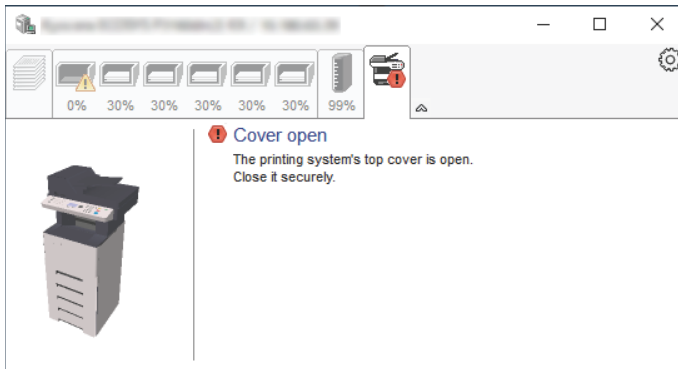 0% 30% 30% 30% 30% 30% 99%
Cover open
The printing system's top cover is open.
Close it securely.